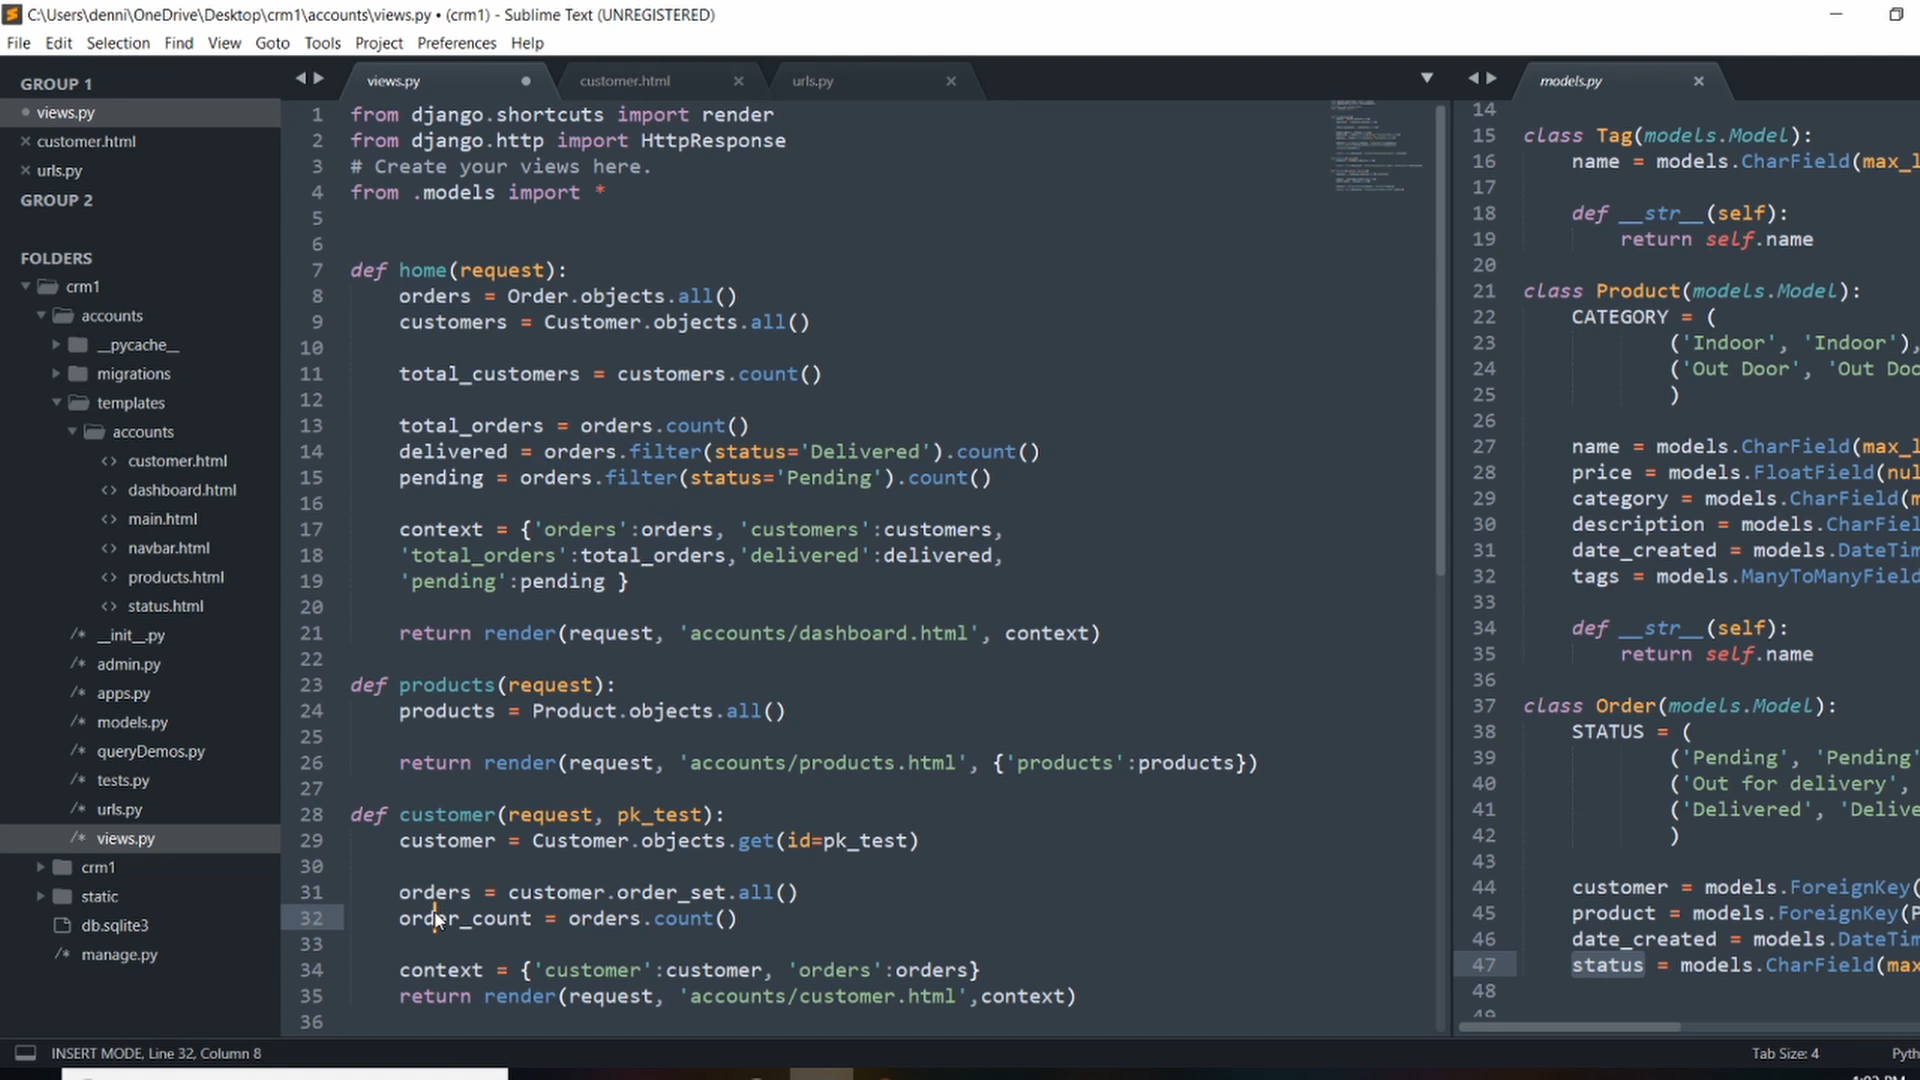 C:\Users\denni\OneDrive\Desktop\crm1\accounts\views.py • (crm1) - Sublime Text (UNREGISTERED)
File Edit Selection Find View Goto Tools Project Preferences Help
GROUP 1
views.py
customer.html
urls.py
GROUP 2
FOLDERS
crm1
accounts
__pycache__
migrations
templates
accounts
<> customer.html
<> dashboard.html
<> main.html
<> navbar.html
<> products.html
<> status.html
/* __init__.py
/* admin.py
/* apps.py
/* models.py
/* queryDemos.py
/* tests.py
/* urls.py
/* views.py
crm1
static
db.sqlite3
/* manage.py
views.py customer.html urls.py
1 from django.shortcuts import render
2 from django.http import HttpResponse
3 # Create your views here.
4 from .models import *
5
6
7 def home(request):
8 orders = Order.objects.all()
9 customers = Customer.objects.all()
10
11 total_customers = customers.count()
12
13 total_orders = orders.count()
14 delivered = orders.filter(status='Delivered').count()
15 pending = orders.filter(status='Pending').count()
16
17 context = {'orders':orders, 'customers':customers,
18 'total_orders':total_orders,'delivered':delivered,
19 'pending':pending }
20
21 return render(request, 'accounts/dashboard.html', context)
22
23 def products(request):
24 products = Product.objects.all()
25
26 return render(request, 'accounts/products.html', {'products':products})
27
28 def customer(request, pk_test):
29 customer = Customer.objects.get(id=pk_test)
30
31 orders = customer.order_set.all()
32 order_count = orders.count()
33
34 context = {'customer':customer, 'orders':orders}
35 return render(request, 'accounts/customer.html',context)
36
models.py
14
15 class Tag(models.Model):
16 name = models.CharField(max_l
17
18 def __str__(self):
19 return self.name
20
21 class Product(models.Model):
22 CATEGORY = (
23 ('Indoor', 'Indoor'),
24 ('Out Door', 'Out Doo
25 )
26
27 name = models.CharField(max_l
28 price = models.FloatField(nul
29 category = models.CharField(m
30 description = models.CharFiel
31 date_created = models.DateTim
32 tags = models.ManyToManyField
33
34 def __str__(self):
35 return self.name
36
37 class Order(models.Model):
38 STATUS = (
39 ('Pending', 'Pending'
40 ('Out for delivery',
41 ('Delivered', 'Delive
42 )
43
44 customer = models.ForeignKey(
45 product = models.ForeignKey(P
46 date_created = models.DateTim
47 status = models.CharField(max
48
49
INSERT MODE, Line 32, Column 8
Tab Size: 4 Pyth